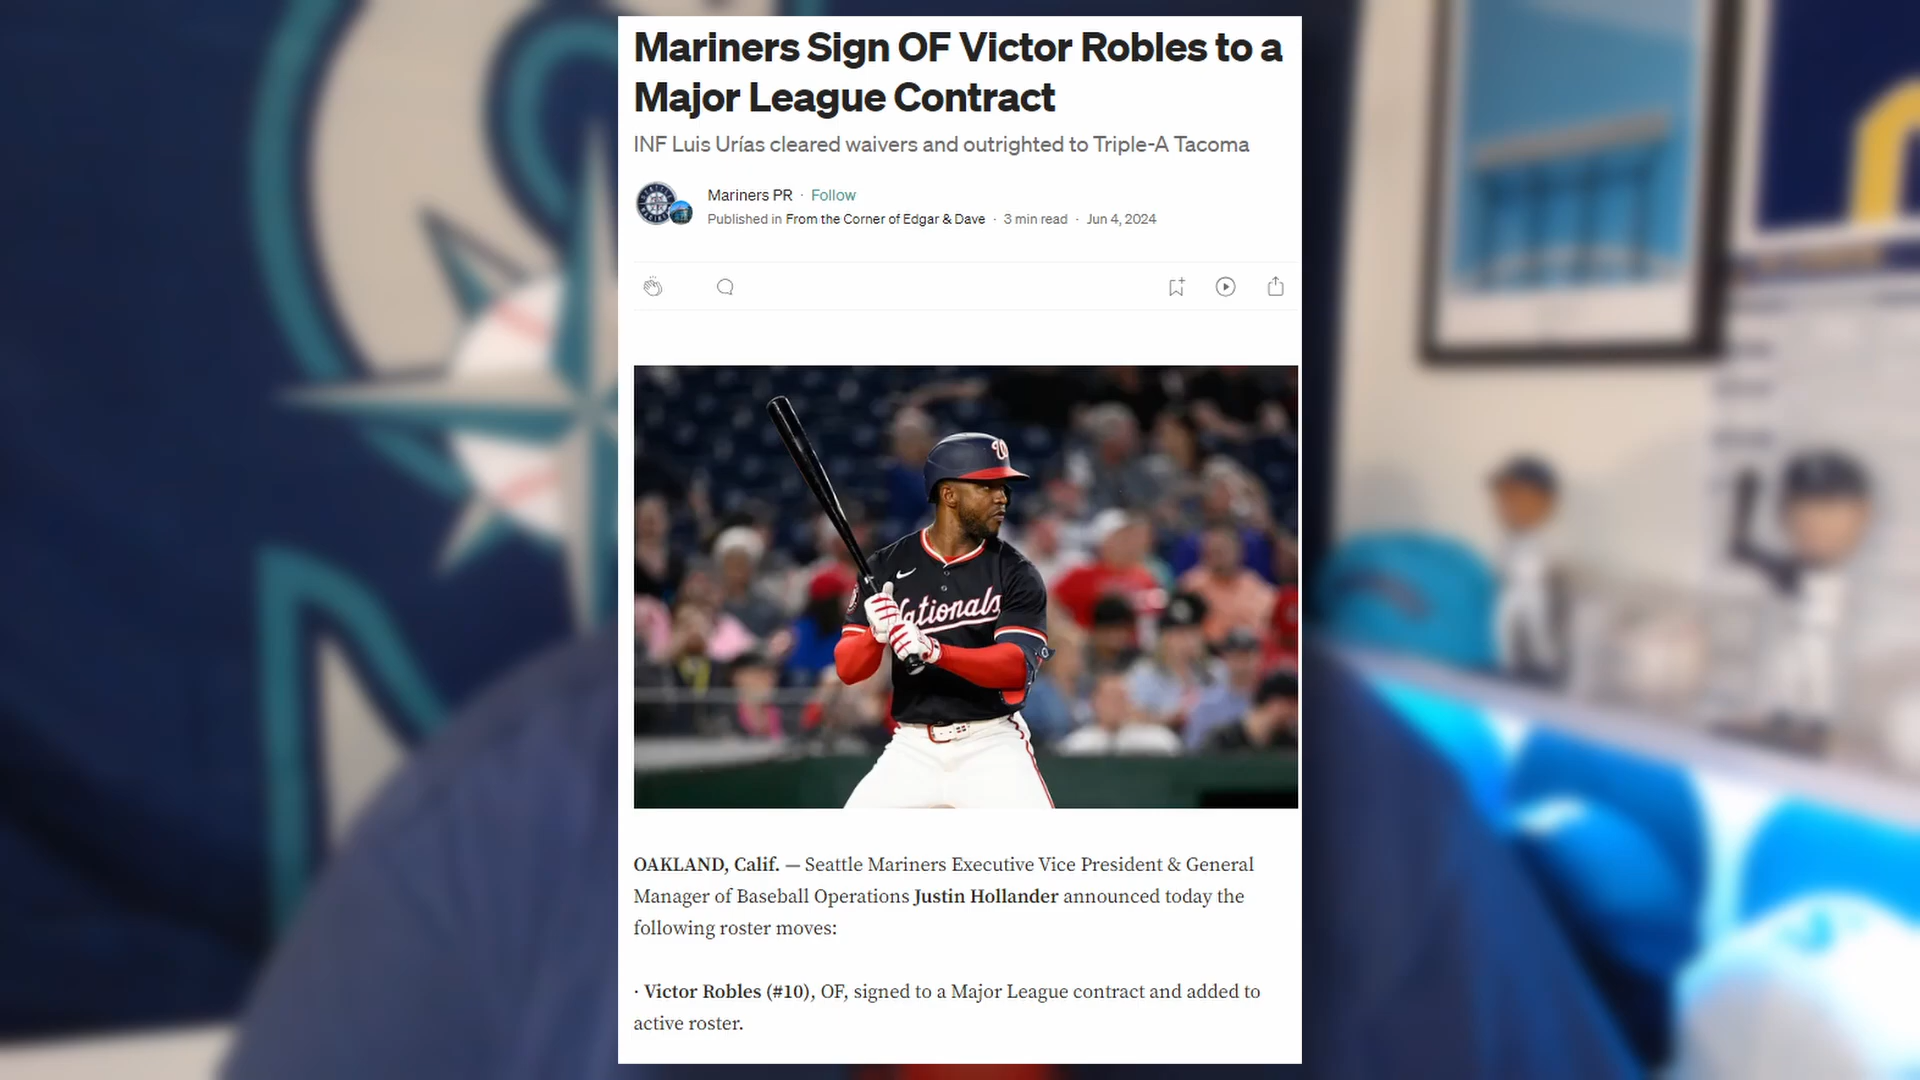 Mariners Sign OF Victor Robles to a
Major League Contract
INF Luis Urías cleared waivers and outrighted to Triple-A Tacoma
Mariners PR · Follow
Published in From the Corner of Edgar & Dave · 3 min read · Jun 4, 2024
W
Nationals
OAKLAND, Calif. — Seattle Mariners Executive Vice President & General
Manager of Baseball Operations Justin Hollander announced today the
following roster moves:
· Victor Robles (#10), OF, signed to a Major League contract and added to
active roster.